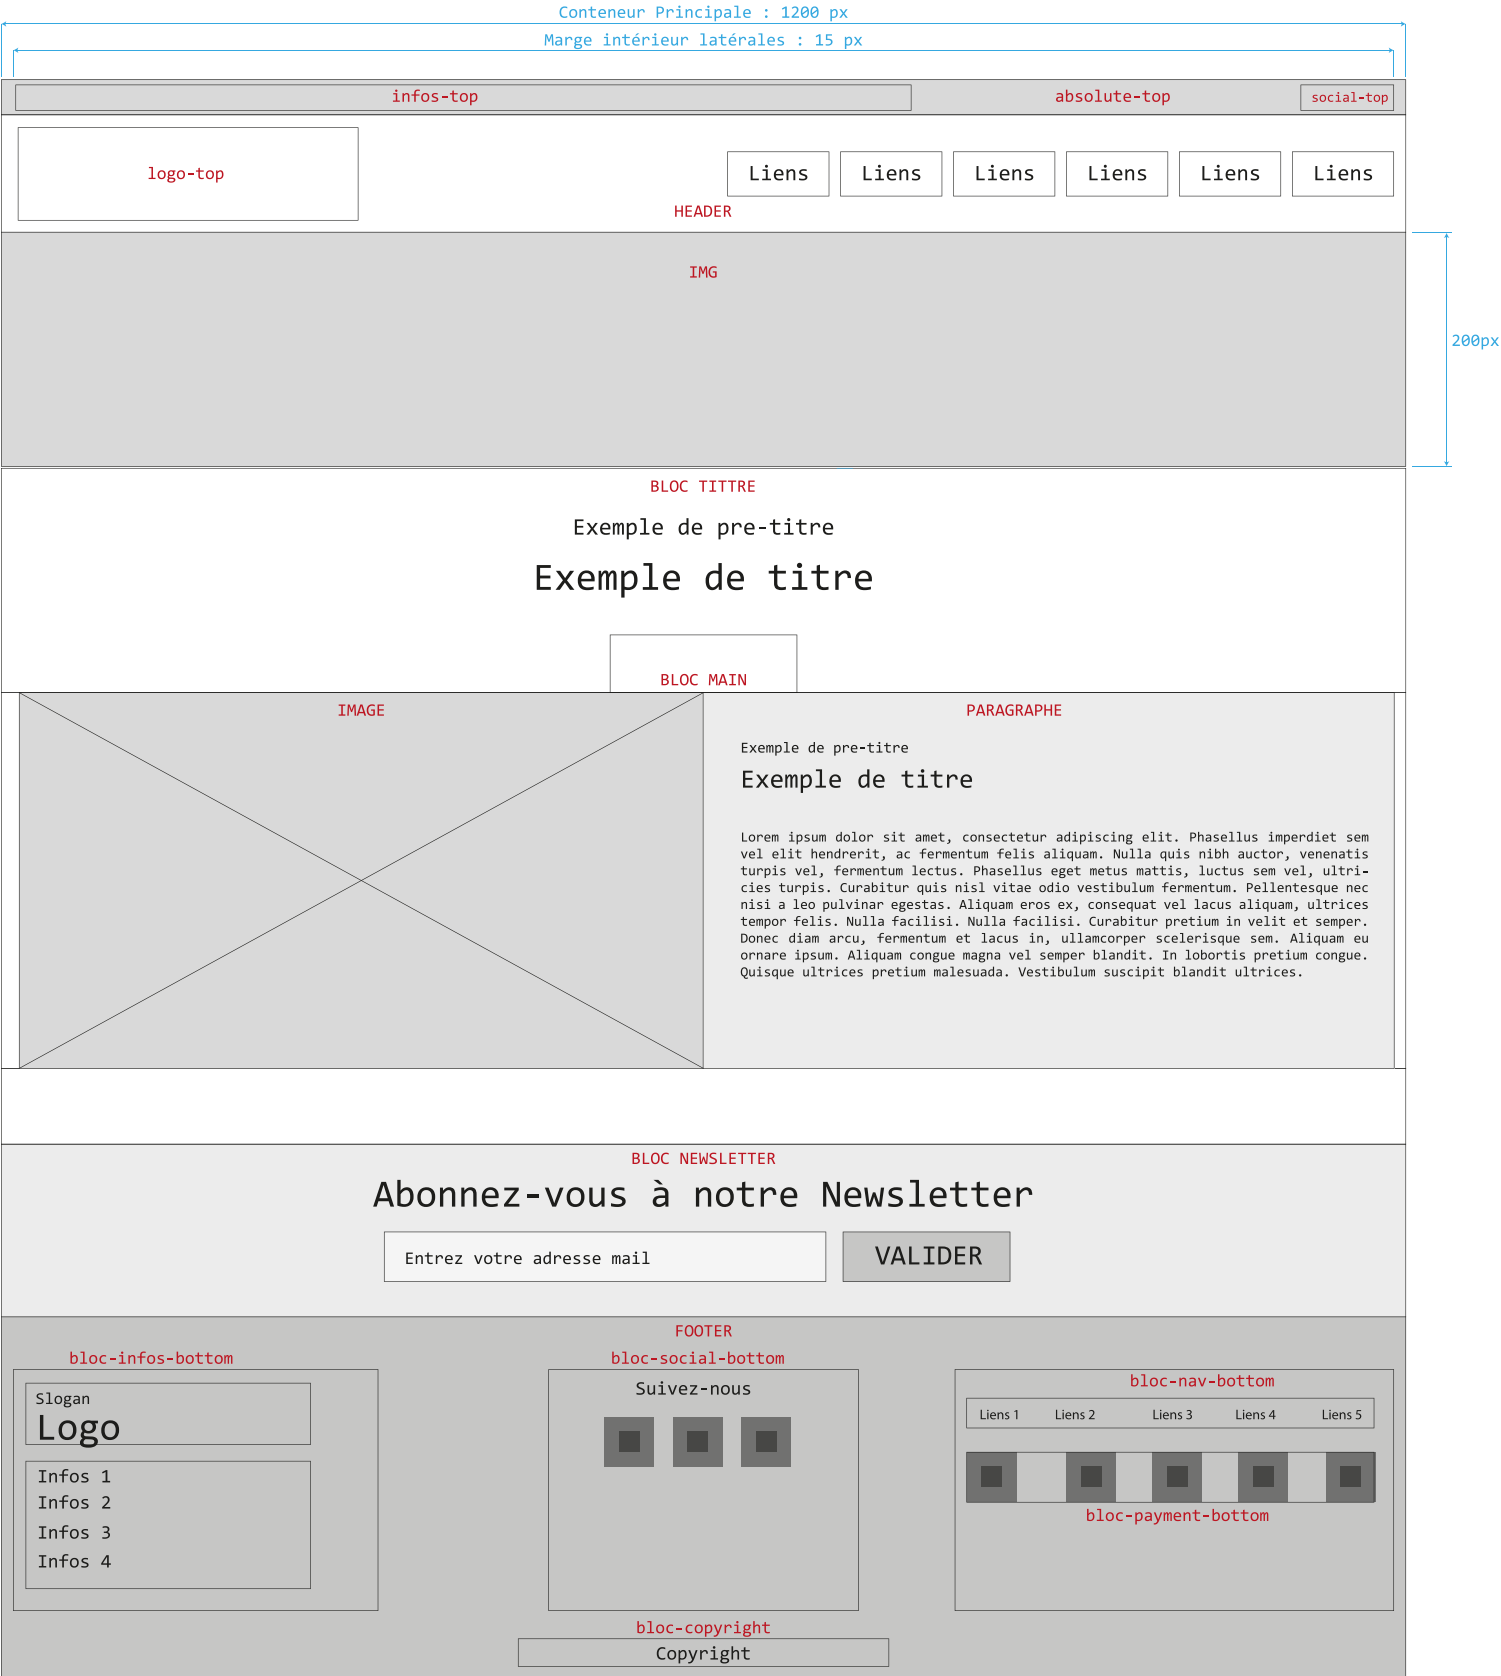 Conteneur Principale : 1200 px
Marge intérieur latérales : 15 px
infos-top
absolute-top
social-top
logo-top
Liens
Liens
Liens
Liens
Liens
Liens
HEADER
IMG
200px
BLOC TITTRE
Exemple de pre-titre
Exemple de titre
BLOC MAIN
IMAGE
PARAGRAPHE
Exemple de pre-titre
Exemple de titre
Lorem ipsum dolor sit amet, consectetur adipiscing elit. Phasellus imperdiet sem
vel elit hendrerit, ac fermentum felis aliquam. Nulla quis nibh auctor, venenatis
turpis vel, fermentum lectus. Phasellus eget metus mattis, luctus sem vel, ultri-
cies turpis. Curabitur quis nisl vitae odio vestibulum fermentum. Pellentesque nec
nisi a leo pulvinar egestas. Aliquam eros ex, consequat vel lacus aliquam, ultrices
tempor felis. Nulla facilisi. Nulla facilisi. Curabitur pretium in velit et semper.
Donec diam arcu, fermentum et lacus in, ullamcorper scelerisque sem. Aliquam eu
ornare ipsum. Aliquam congue magna vel semper blandit. In lobortis pretium congue.
Quisque ultrices pretium malesuada. Vestibulum suscipit blandit ultrices.
BLOC NEWSLETTER
Abonnez-vous à notre Newsletter
Entrez votre adresse mail
VALIDER
FOOTER
bloc-infos-bottom
Slogan
Logo
Infos 1
Infos 2
Infos 3
Infos 4
bloc-social-bottom
Suivez-nous
bloc-nav-bottom
Liens 1
Liens 2
Liens 3
Liens 4
Liens 5
bloc-payment-bottom
bloc-copyright
Copyright